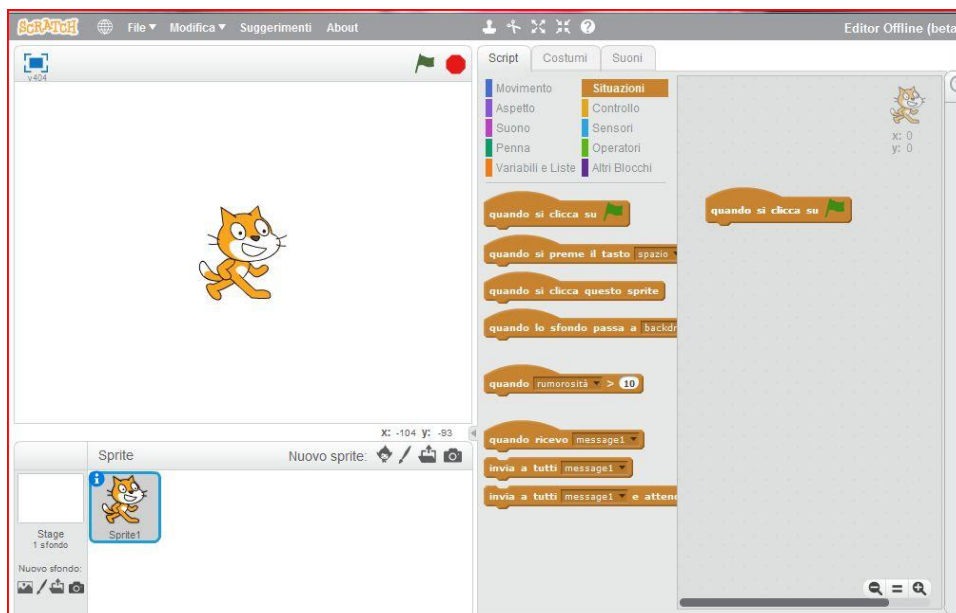 SCRATCH File Modifica Suggerimenti About Editor Offline (beta
v404
Script Costumi Suoni
Movimento Situazioni
Aspetto Controllo
Suono Sensori
Penna Operatori
Variabili e Liste Altri Blocchi
x: 0
y: 0
quando si clicca su
quando si preme il tasto spazio
quando si clicca questo sprite
quando lo sfondo passa a backdr
quando rumorosità > 10
quando ricevo message1
invia a tutti message1
invia a tutti message1 e atten
quando si clicca su
X: -104 y: -93
Sprite Nuovo sprite:
Sprite1
Stage
1 sfondo
Nuovo sfondo: